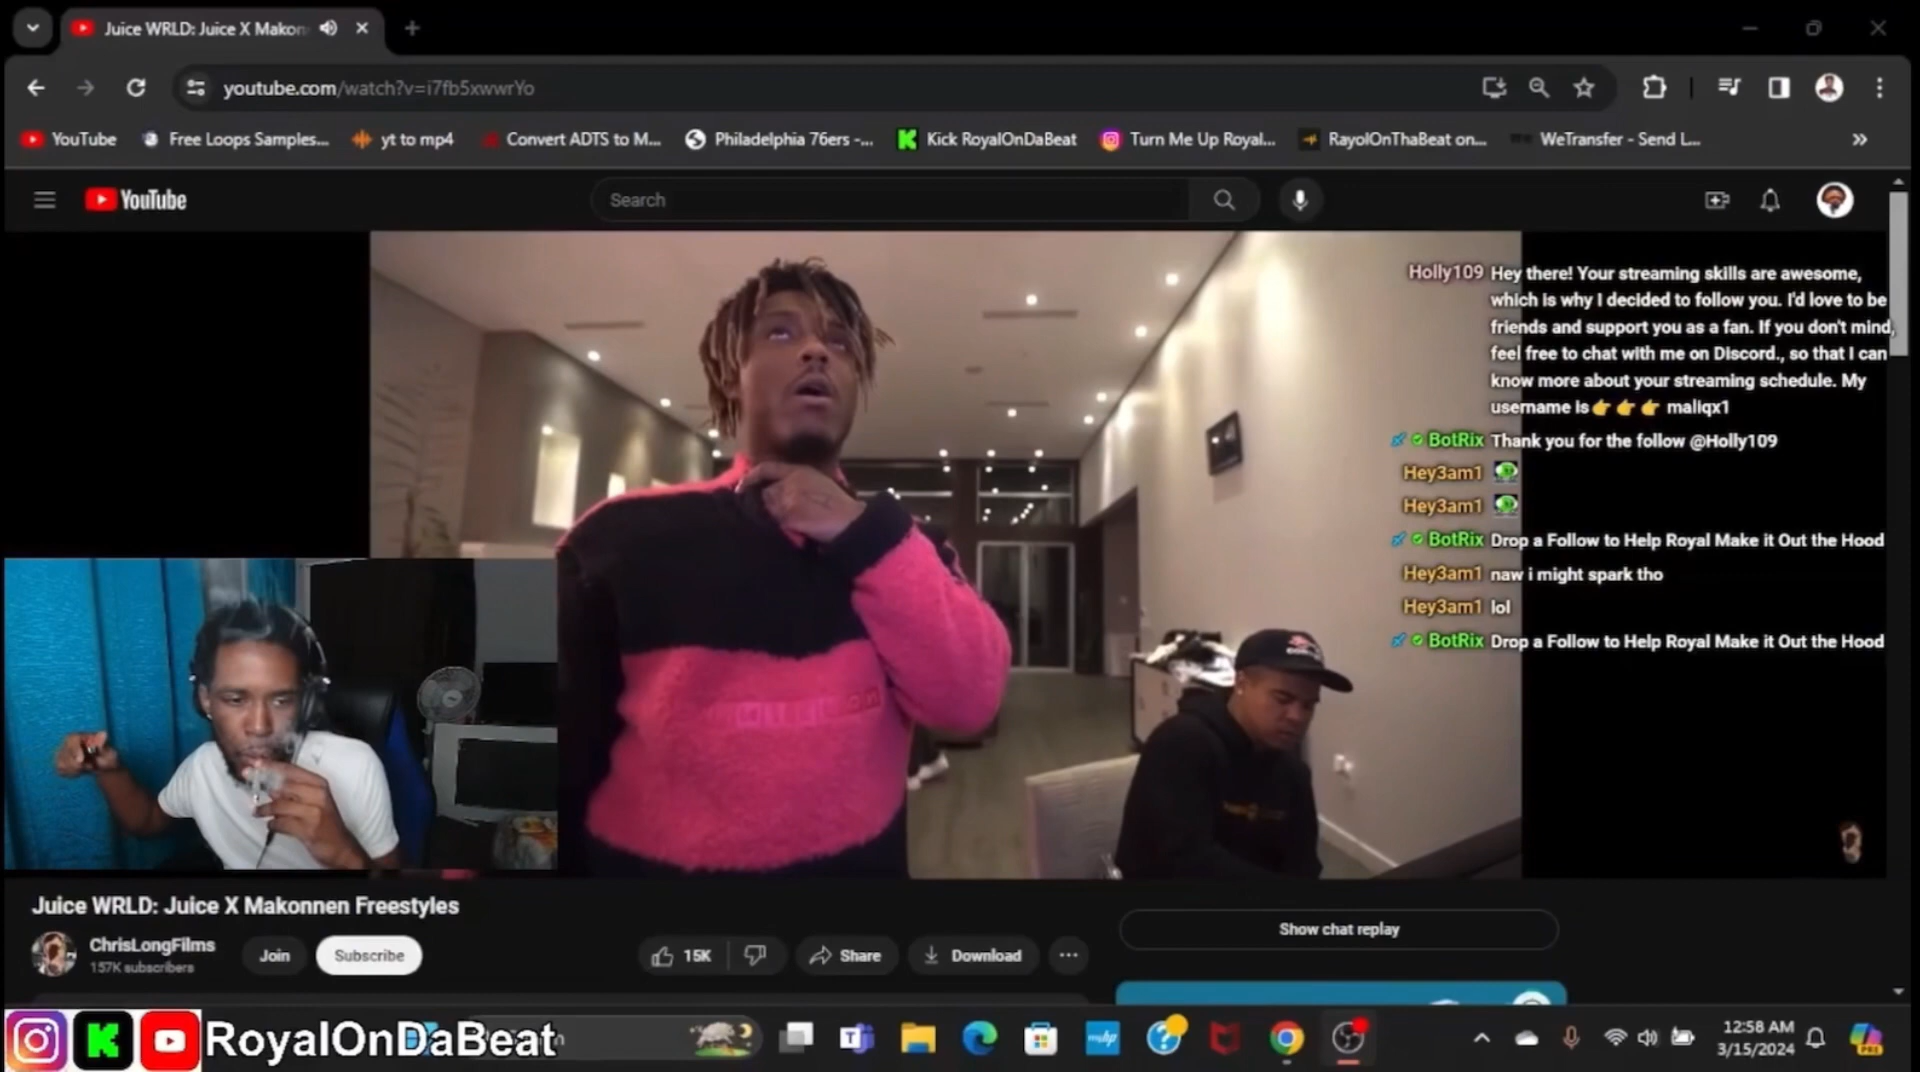 Juice WRLD: Juice X Makon
youtube.com/watch?v=i7fb5xwwrYo
YouTube
Free Loops Samples...
yt to mp4
Convert ADTS to M...
Philadelphia 76ers -...
Kick RoyalOnDaBeat
Turn Me Up Royal...
RayolOnThaBeat on...
WeTransfer - Send L...
YouTube
Search
Holly109 Hey there! Your streaming skills are awesome,
which is why I decided to follow you. I'd love to be
friends and support you as a fan. If you don't mind,
feel free to chat with me on Discord., so that I can
know more about your streaming schedule. My
username is👉👉👉 maliqx1
BotRix Thank you for the follow @Holly109
Hey3am1
Hey3am1
BotRix Drop a Follow to Help Royal Make it Out the Hood
Hey3am1 naw i might spark tho
Hey3am1 lol
BotRix Drop a Follow to Help Royal Make it Out the Hood
Juice WRLD: Juice X Makonnen Freestyles
ChrisLongFilms
157K subscribers
Join
Subscribe
15K
Share
Download
Show chat replay
RoyalOnDaBeat
myhp
PRE
12:58 AM
3/15/2024